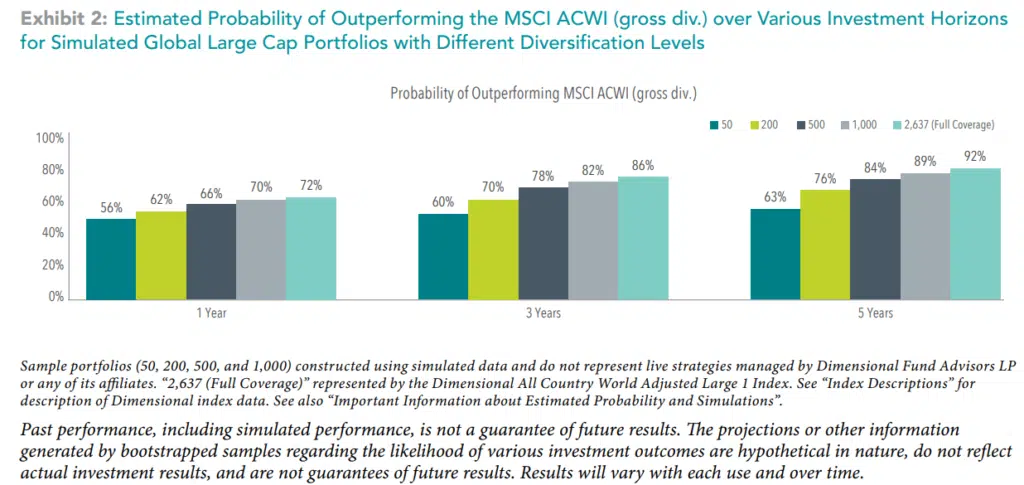 Exhibit 2: Estimated Probability of Outperforming the MSCI ACWI (gross div.) over Various Investment Horizons
for Simulated Global Large Cap Portfolios with Different Diversification Levels
Probability of Outperforming MSCI ACWI (gross div.)
50 200 500 1,000 2,637 (Full Coverage)
100%
80%
60%
40%
20%
0%
56% 62% 66% 70% 72%
60% 70% 78% 82% 86%
63% 76% 84% 89% 92%
1 Year 3 Years 5 Years
Sample portfolios (50, 200, 500, and 1,000) constructed using simulated data and do not represent live strategies managed by Dimensional Fund Advisors LP
or any of its affiliates. “2,637 (Full Coverage)” represented by the Dimensional All Country World Adjusted Large 1 Index. See “Index Descriptions” for
description of Dimensional index data. See also “Important Information about Estimated Probability and Simulations”.
Past performance, including simulated performance, is not a guarantee of future results. The projections or other information
generated by bootstrapped samples regarding the likelihood of various investment outcomes are hypothetical in nature, do not reflect
actual investment results, and are not guarantees of future results. Results will vary with each use and over time.